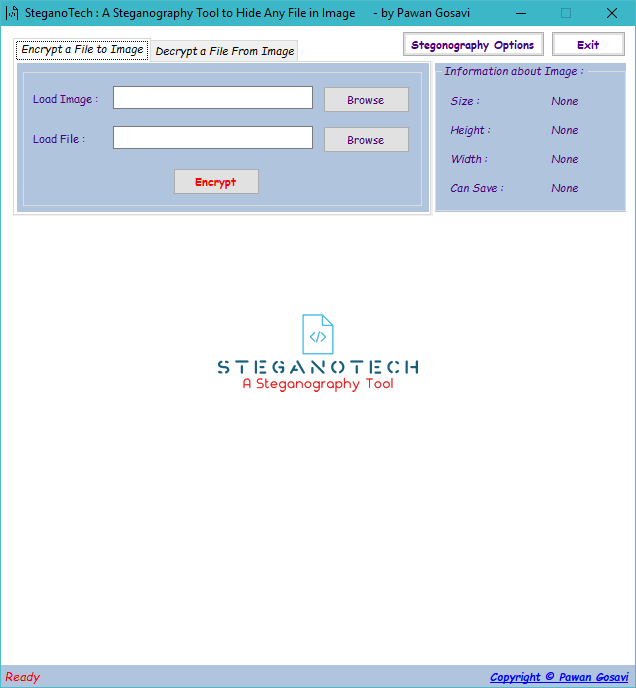 SteganoTech : A Steganography Tool to Hide Any File in Image - by Pawan Gosavi
Encrypt a File to Image
Decrypt a File From Image
Stegonography Options
Exit
Load Image :
Browse
Load File :
Browse
Encrypt
Information about Image :
Size : None
Height : None
Width : None
Can Save : None
STEGANOTECH
A Steganography Tool
Ready
Copyright © Pawan Gosavi